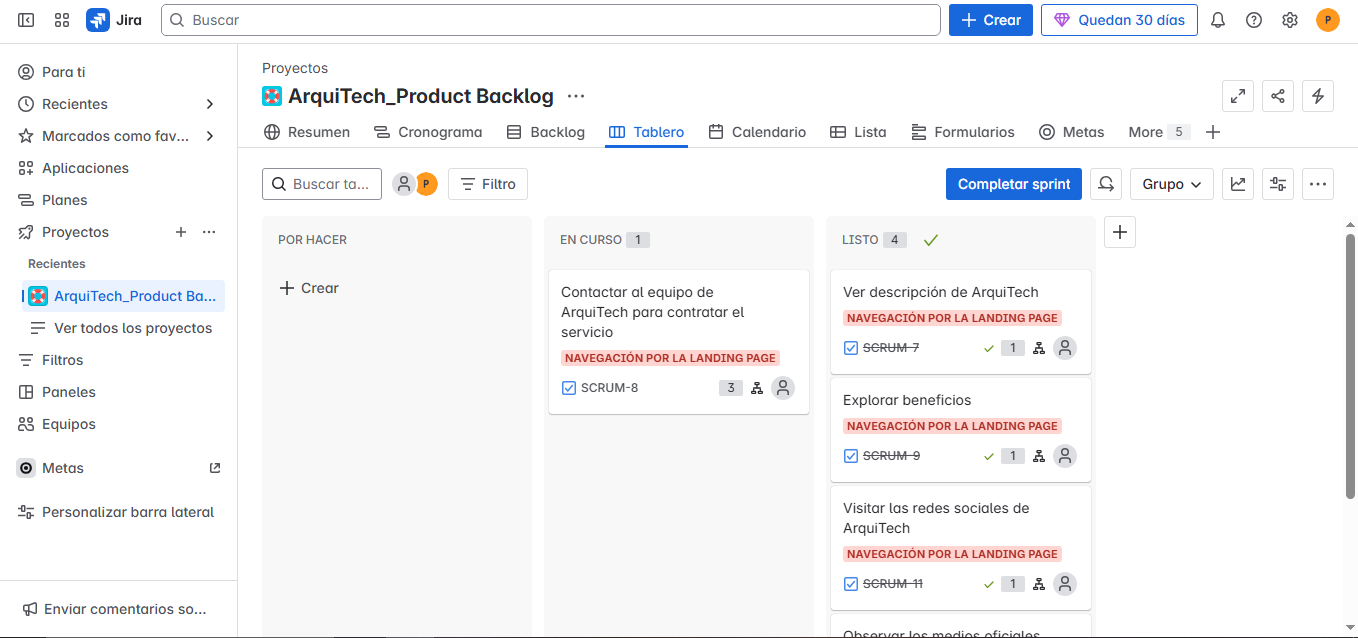 Jira
Buscar
Crear
Quedan 30 días
P
Para ti
Recientes
Marcados como fav...
Aplicaciones
Planes
Proyectos
Recientes
ArquiTech_Product Ba...
Ver todos los proyectos
Filtros
Paneles
Equipos
Metas
Personalizar barra lateral
Enviar comentarios so...
Proyectos
ArquiTech_Product Backlog
Resumen
Cronograma
Backlog
Tablero
Calendario
Lista
Formularios
Metas
More 5
Buscar ta...
P
Filtro
Completar sprint
Grupo
POR HACER
Crear
EN CURSO 1
Contactar al equipo de
ArquiTech para contratar el
servicio
NAVEGACIÓN POR LA LANDING PAGE
SCRUM-8 3
LISTO 4
Ver descripción de ArquiTech
NAVEGACIÓN POR LA LANDING PAGE
SCRUM-7 1
Explorar beneficios
NAVEGACIÓN POR LA LANDING PAGE
SCRUM-9 1
Visitar las redes sociales de
ArquiTech
NAVEGACIÓN POR LA LANDING PAGE
SCRUM-11 1
Observar los medios oficiales